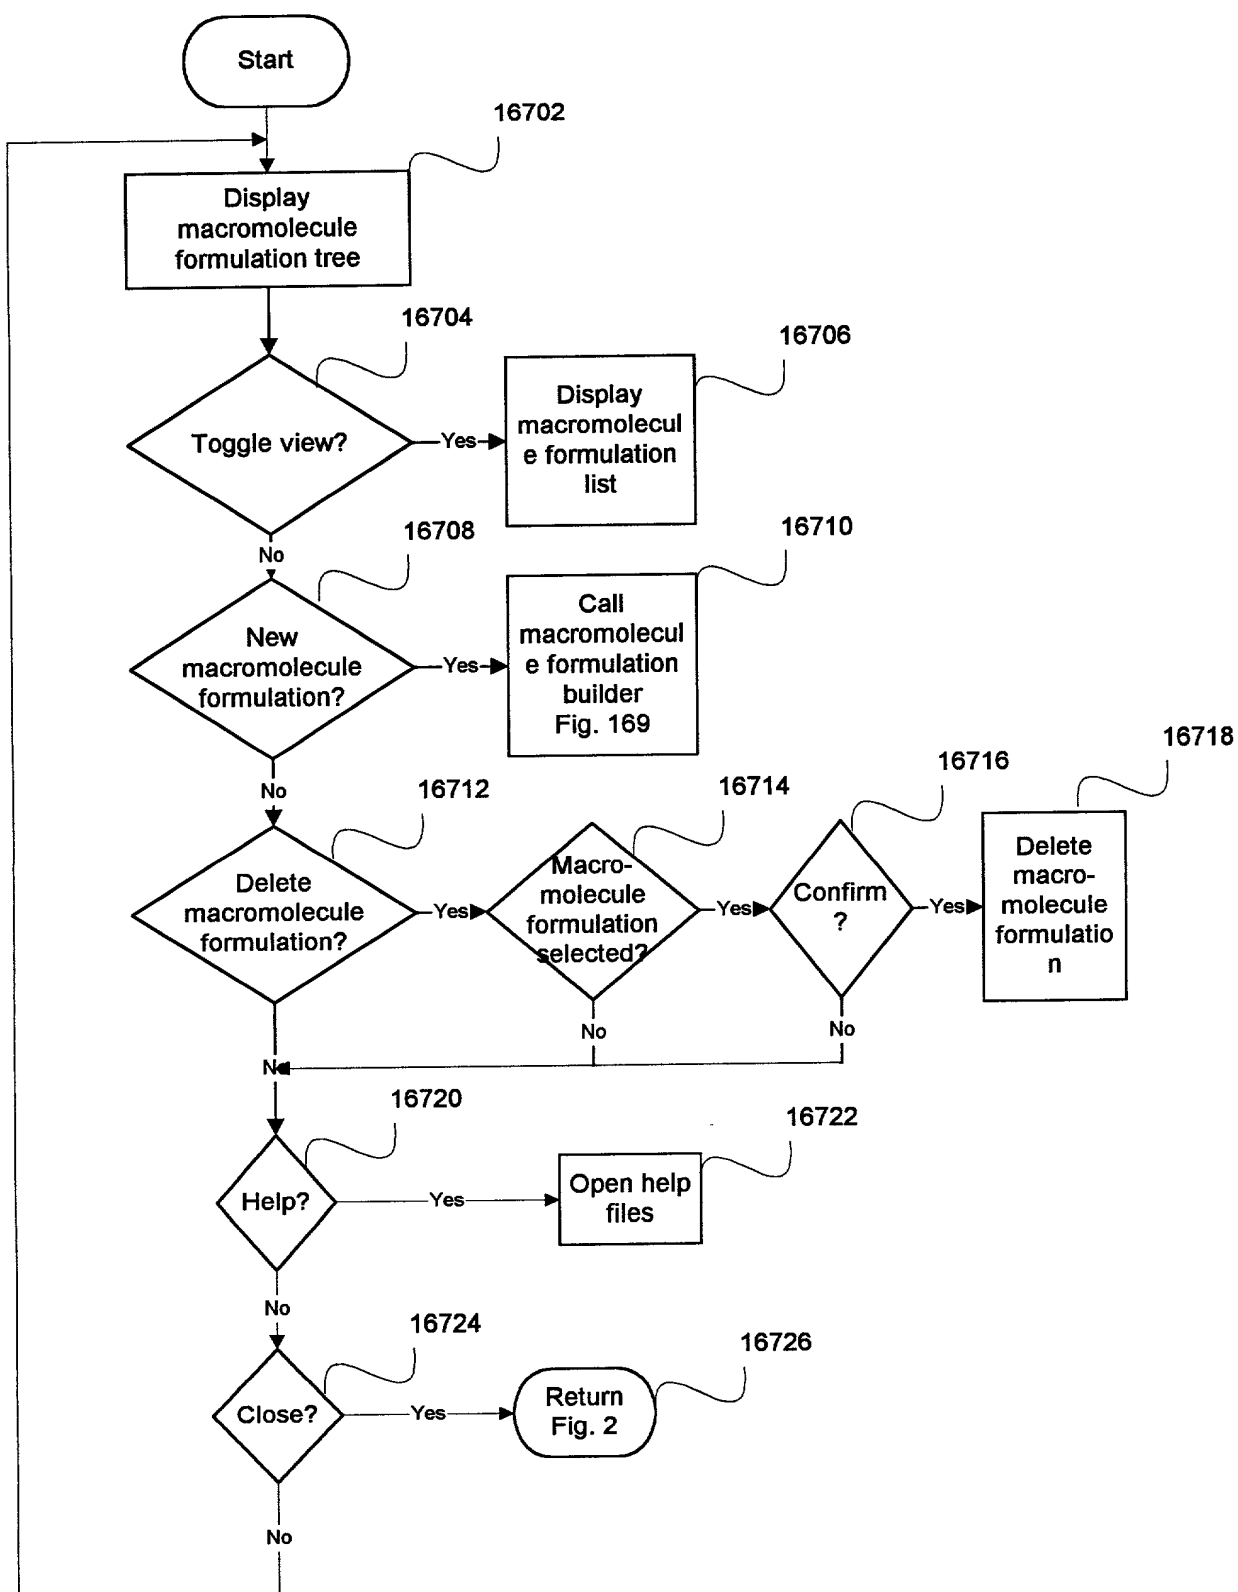 Start
16702
Display
macromolecule
formulation tree
16704
16706
Toggle view?
Yes
Display
macromolecul
e formulation
list
No
16708
16710
New
macromolecule
formulation?
Yes
Call
macromolecul
e formulation
builder
Fig. 169
No
16712
16714
16716
16718
Delete
macromolecule
formulation?
Yes
Macro-
molecule
formulation
selected?
Yes
Confirm
?
Yes
Delete
macro-
molecule
formulatio
n
No
No
No
16720
16722
Help?
Yes
Open help
files
No
16724
16726
Close?
Yes
Return
Fig. 2
No